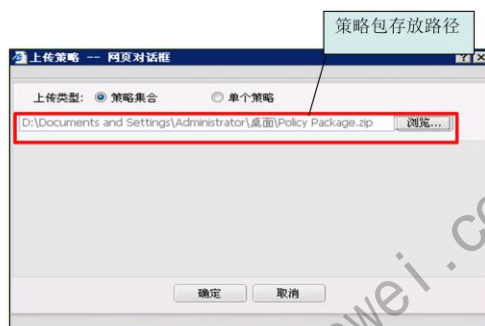 策略包存放路径
上传策略 -- 网页对话框
上传类型: 策略集合 单个策略
D:\Documents and Settings\Administrator\桌面\Policy Package.zip 浏览...
确定 取消